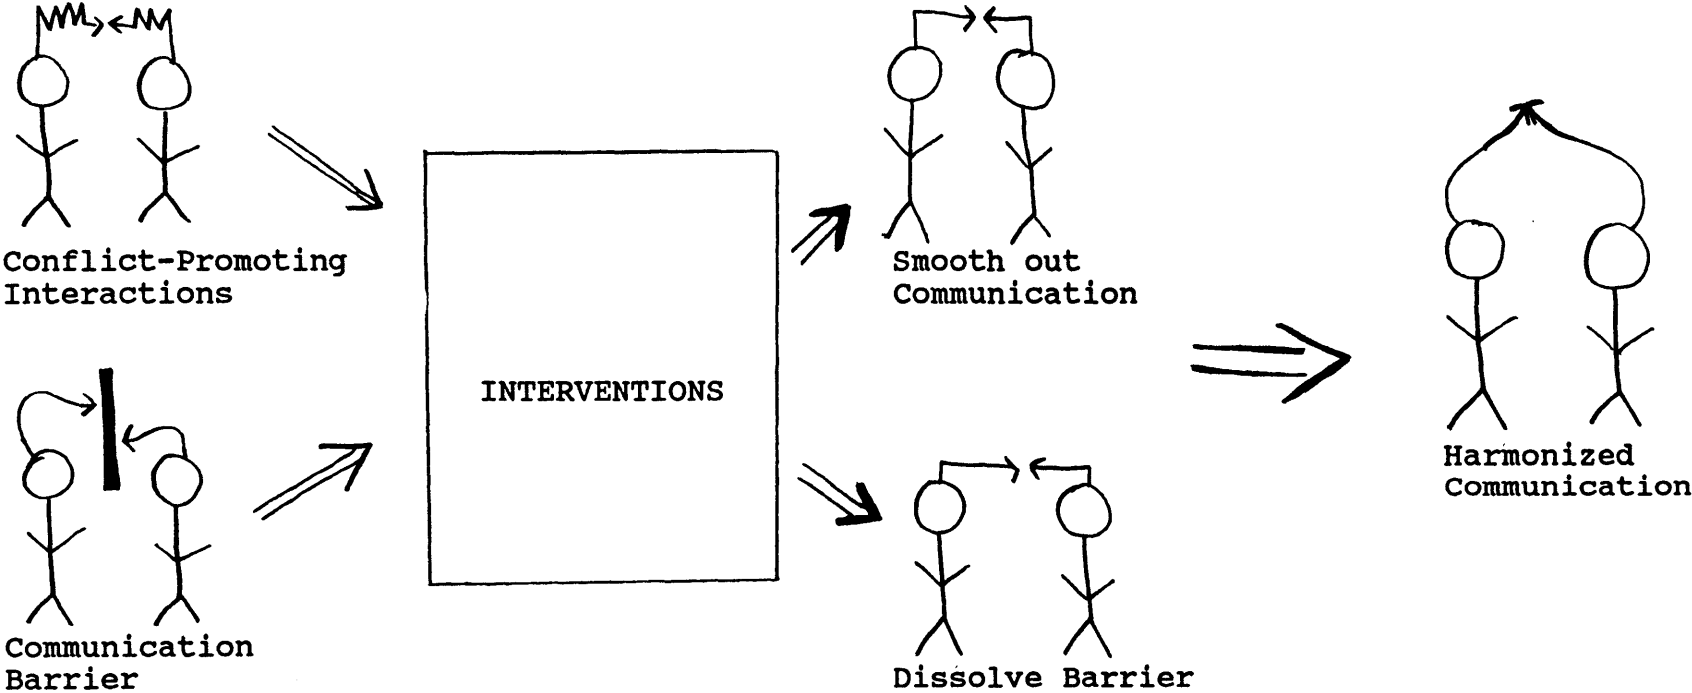 Conflict-Promoting
Interactions
Communication
Barrier
INTERVENTIONS
Smooth out
Communication
Dissolve Barrier
Harmonized
Communication